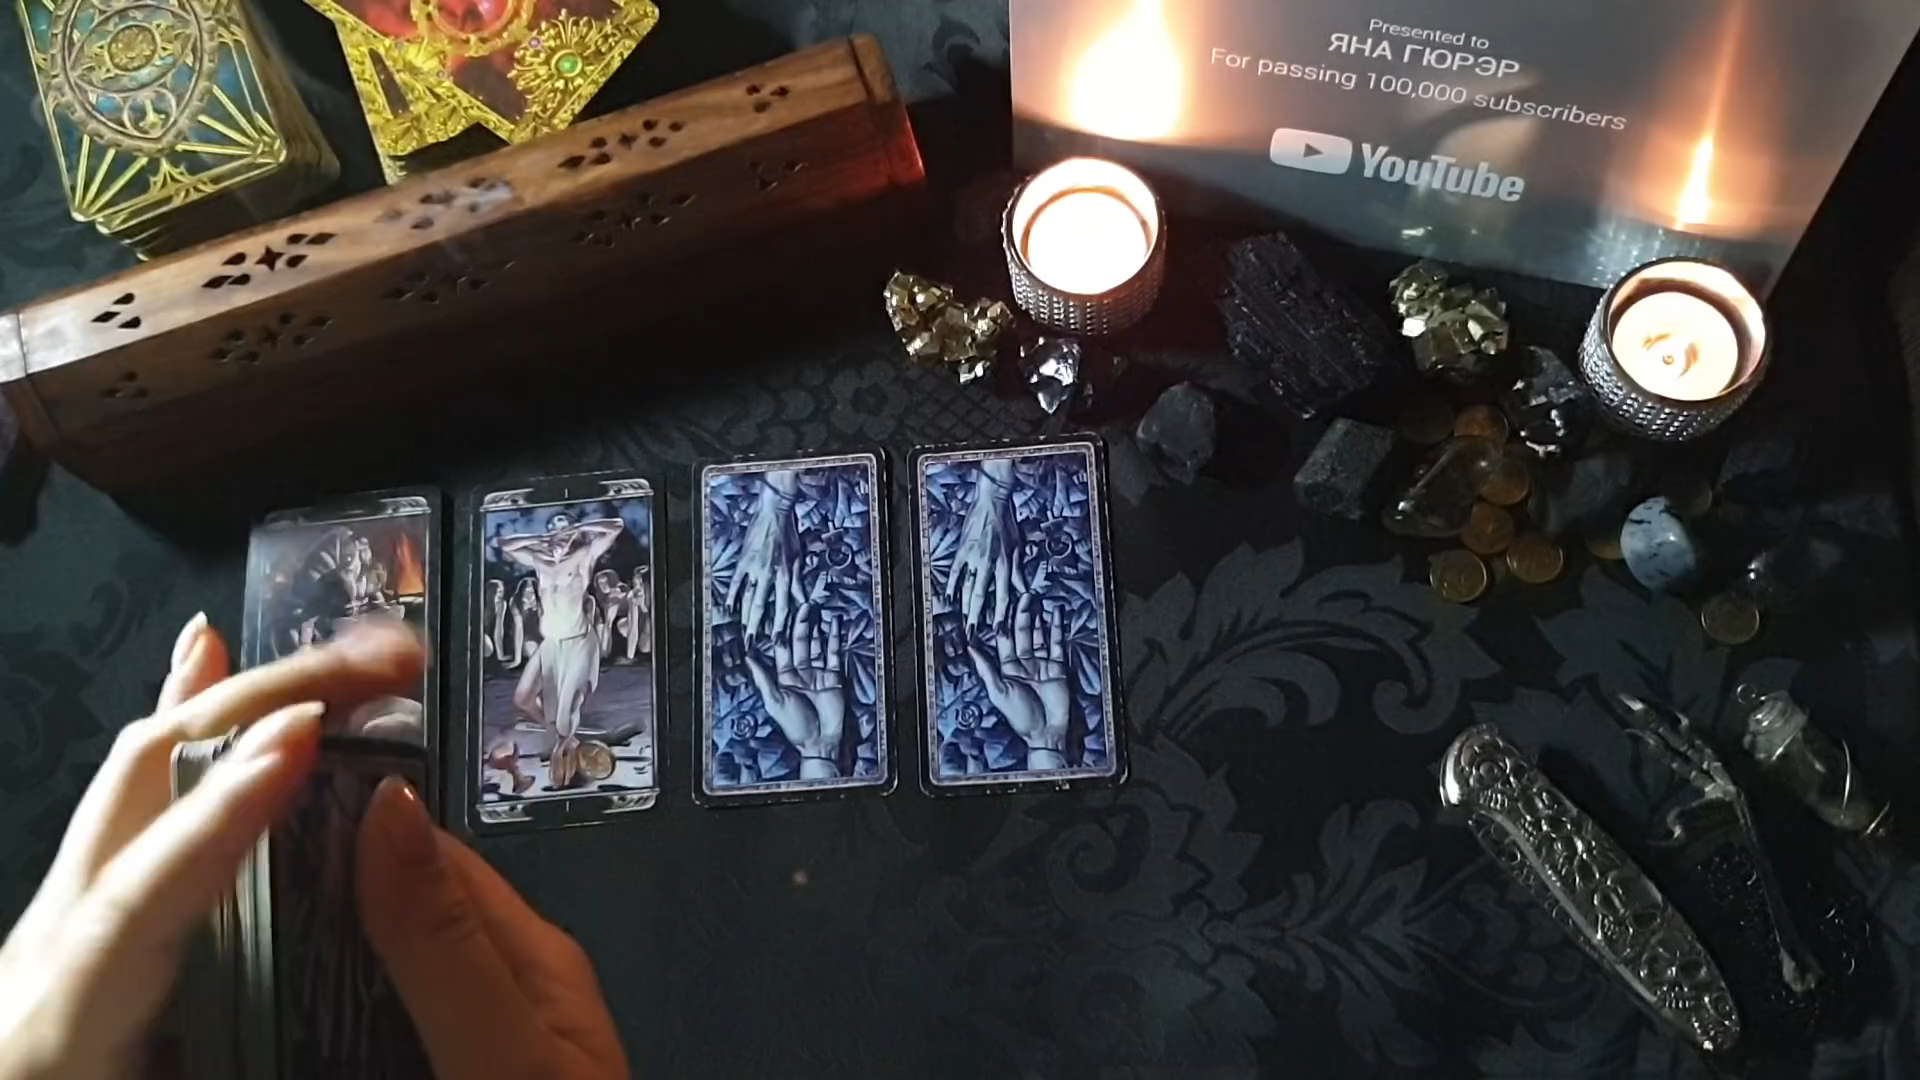 Presented to
ЯНА ГЮРЭР
For passing 100,000 subscribers
YouTube
I
I